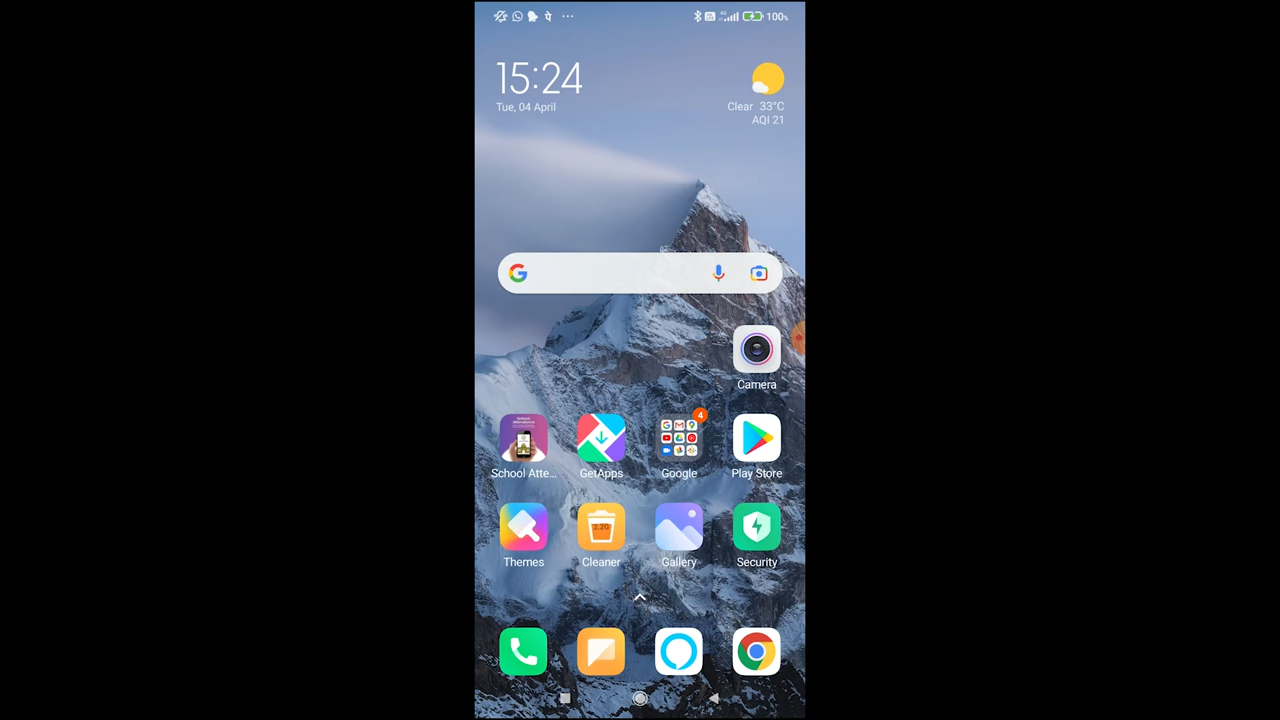 100%
15:24
Tue, 04 April
Clear 33°C
AQI 21
Camera
4
School Atte...
GetApps
Google
Play Store
Themes
Cleaner
Gallery
Security